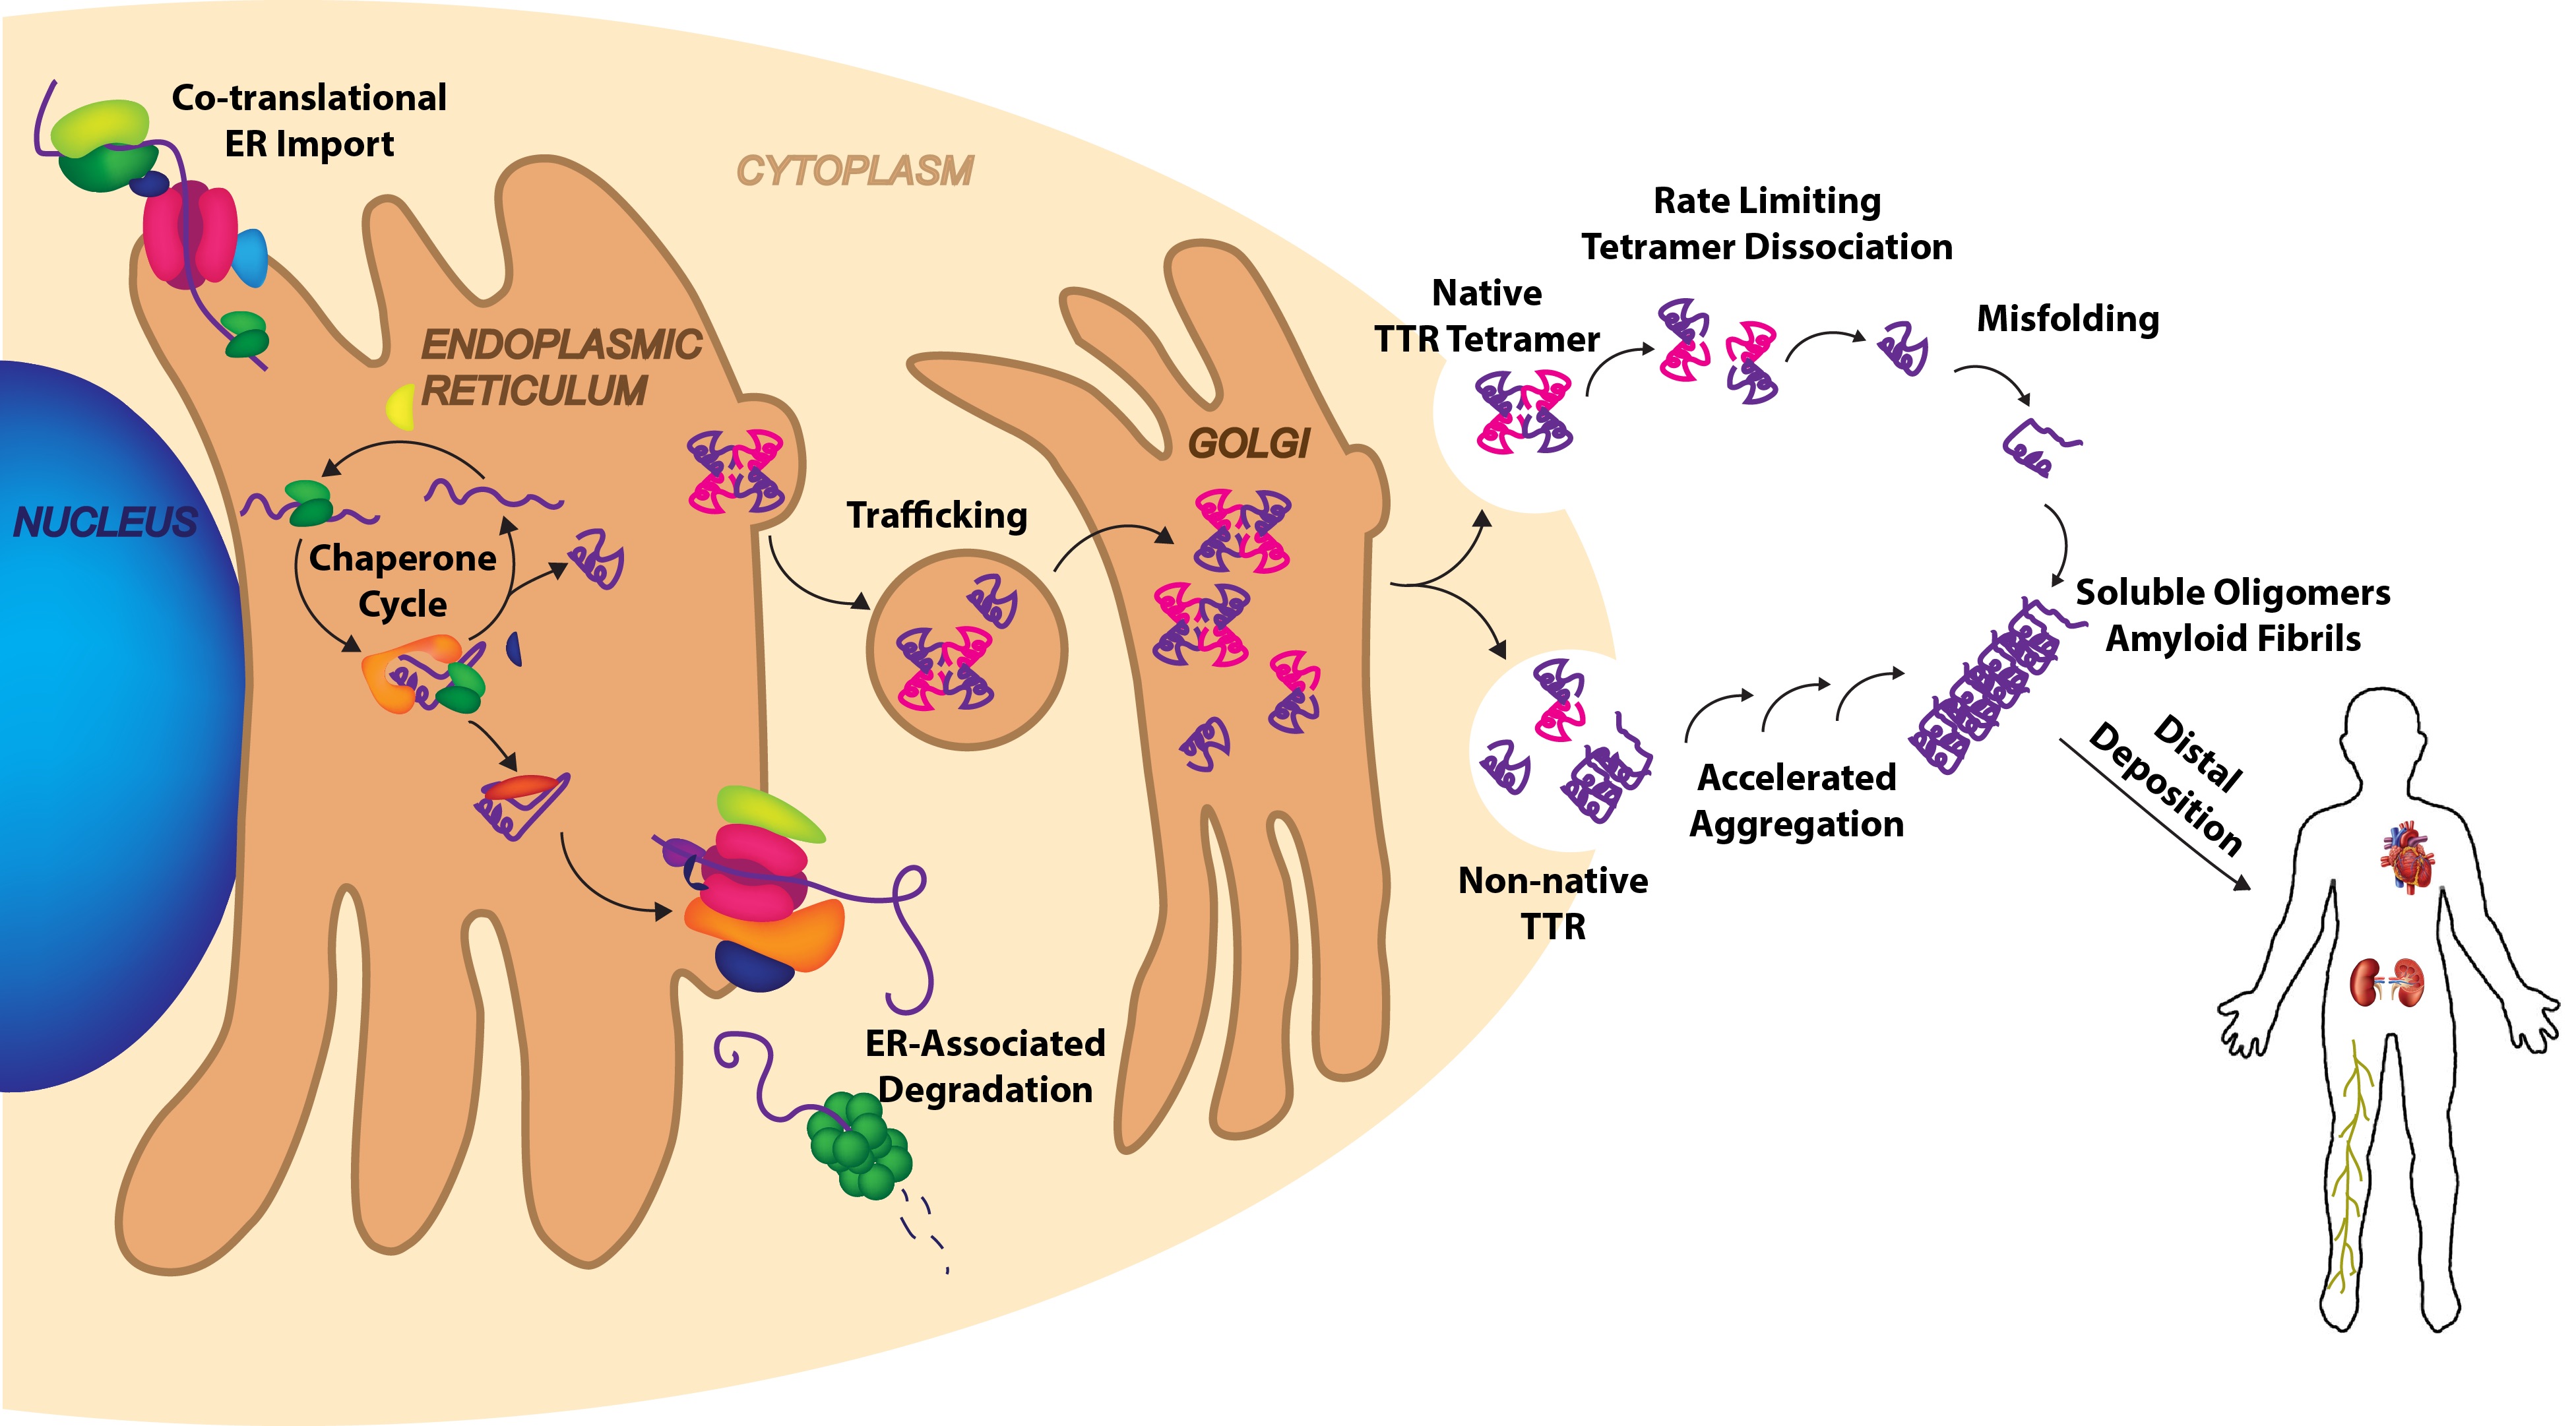 Co-translational
ER Import
CYTOPLASM
ENDOPLASMIC
RETICULUM
NUCLEUS
Chaperone
Cycle
Trafficking
GOLGI
ER-Associated
Degradation
Native
TTR Tetramer
Rate Limiting
Tetramer Dissociation
Misfolding
Soluble Oligomers
Amyloid Fibrils
Non-native
TTR
Accelerated
Aggregation
Distal
Deposition